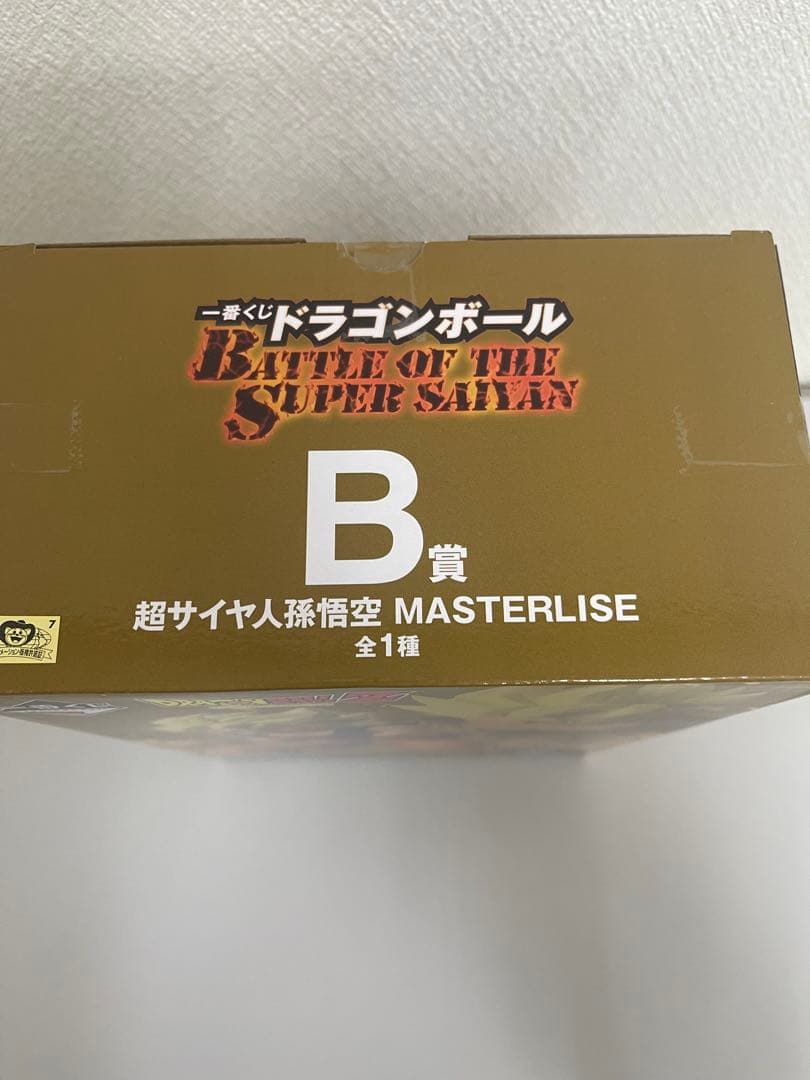 一番くじ ドラゴンボール
BATTLE OF THE
SUPER SAIYAN
B賞
超サイヤ人孫悟空 MASTERLISE
全1種
7